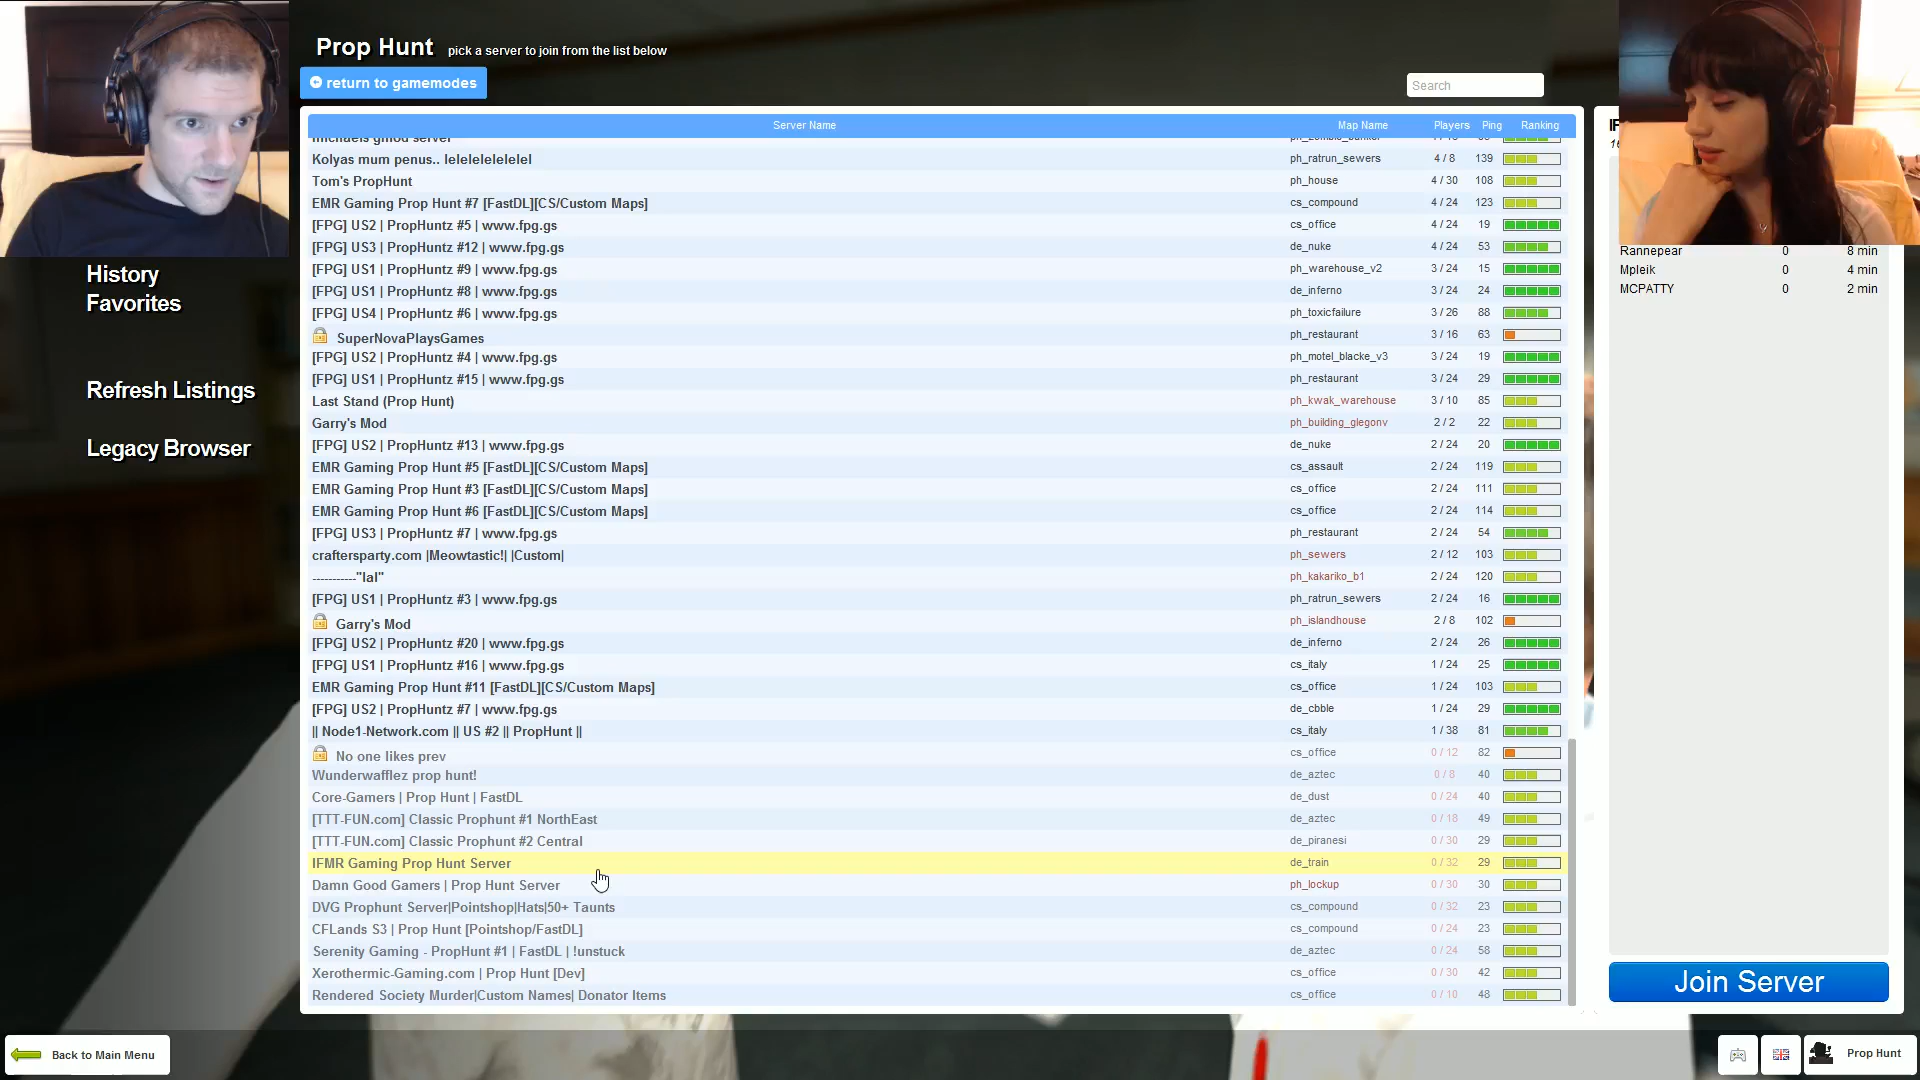 Prop Hunt pick a server to join from the list below
return to gamemodes
Search
Server Name Map Name Players Ping Ranking
Kolyas mum penus.. lelelelelelelel ph_ratrun_sewers 4 / 8 139
Tom's PropHunt ph_house 4 / 30 108
EMR Gaming Prop Hunt #7 [FastDL][CS/Custom Maps] cs_compound 4 / 24 123
[FPG] US2 | PropHuntz #5 | www.fpg.gs cs_office 4 / 24 19
[FPG] US3 | PropHuntz #12 | www.fpg.gs de_nuke 4 / 24 53
[FPG] US1 | PropHuntz #9 | www.fpg.gs ph_warehouse_v2 3 / 24 15
[FPG] US1 | PropHuntz #8 | www.fpg.gs de_inferno 3 / 24 24
[FPG] US4 | PropHuntz #6 | www.fpg.gs ph_toxicfailure 3 / 26 88
SuperNovaPlaysGames ph_restaurant 3 / 16 63
[FPG] US2 | PropHuntz #4 | www.fpg.gs ph_motel_blacke_v3 3 / 24 19
[FPG] US1 | PropHuntz #15 | www.fpg.gs ph_restaurant 3 / 24 29
Last Stand (Prop Hunt) ph_kwak_warehouse 3 / 10 85
Garry's Mod ph_building_glegonv 2 / 2 22
[FPG] US2 | PropHuntz #13 | www.fpg.gs de_nuke 2 / 24 20
EMR Gaming Prop Hunt #5 [FastDL][CS/Custom Maps] cs_assault 2 / 24 119
EMR Gaming Prop Hunt #3 [FastDL][CS/Custom Maps] cs_office 2 / 24 111
EMR Gaming Prop Hunt #6 [FastDL][CS/Custom Maps] cs_office 2 / 24 114
[FPG] US3 | PropHuntz #7 | www.fpg.gs ph_restaurant 2 / 24 54
craftersparty.com |Meowtastic!| |Custom| ph_sewers 2 / 12 103
-----------"lal" ph_kakariko_b1 2 / 24 120
[FPG] US1 | PropHuntz #3 | www.fpg.gs ph_ratrun_sewers 2 / 24 16
Garry's Mod ph_islandhouse 2 / 8 102
[FPG] US2 | PropHuntz #20 | www.fpg.gs de_inferno 2 / 24 26
[FPG] US1 | PropHuntz #16 | www.fpg.gs cs_italy 1 / 24 25
EMR Gaming Prop Hunt #11 [FastDL][CS/Custom Maps] cs_office 1 / 24 103
[FPG] US2 | PropHuntz #7 | www.fpg.gs de_cbble 1 / 24 29
|| Node1-Network.com || US #2 || PropHunt || cs_italy 1 / 38 81
No one likes prev cs_office 0 / 12 82
Wunderwafflez prop hunt! de_aztec 0 / 8 40
Core-Gamers | Prop Hunt | FastDL de_dust 0 / 24 40
[TTT-FUN.com] Classic Prophunt #1 NorthEast de_aztec 0 / 18 49
[TTT-FUN.com] Classic Prophunt #2 Central de_piranesi 0 / 30 29
IFMR Gaming Prop Hunt Server de_train 0 / 32 29
Damn Good Gamers | Prop Hunt Server ph_lockup 0 / 30 30
DVG Prophunt Server|Pointshop|Hats|50+ Taunts cs_compound 0 / 32 23
CFLands S3 | Prop Hunt [Pointshop/FastDL] cs_compound 0 / 24 23
Serenity Gaming - PropHunt #1 | FastDL | !unstuck de_aztec 0 / 24 58
Xerothermic-Gaming.com | Prop Hunt [Dev] cs_office 0 / 30 42
Rendered Society Murder|Custom Names| Donator Items cs_office 0 / 10 48
History
Favorites
Refresh Listings
Legacy Browser
Rannepear 0 8 min
Mpleik 0 4 min
MCPATTY 0 2 min
Join Server
Back to Main Menu
Prop Hunt